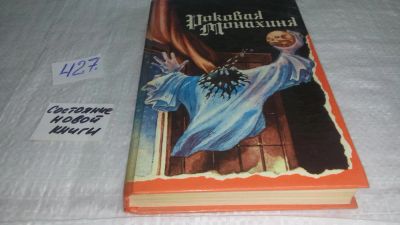 Роковая
Монахиня
427.
Состояние
новой
книги